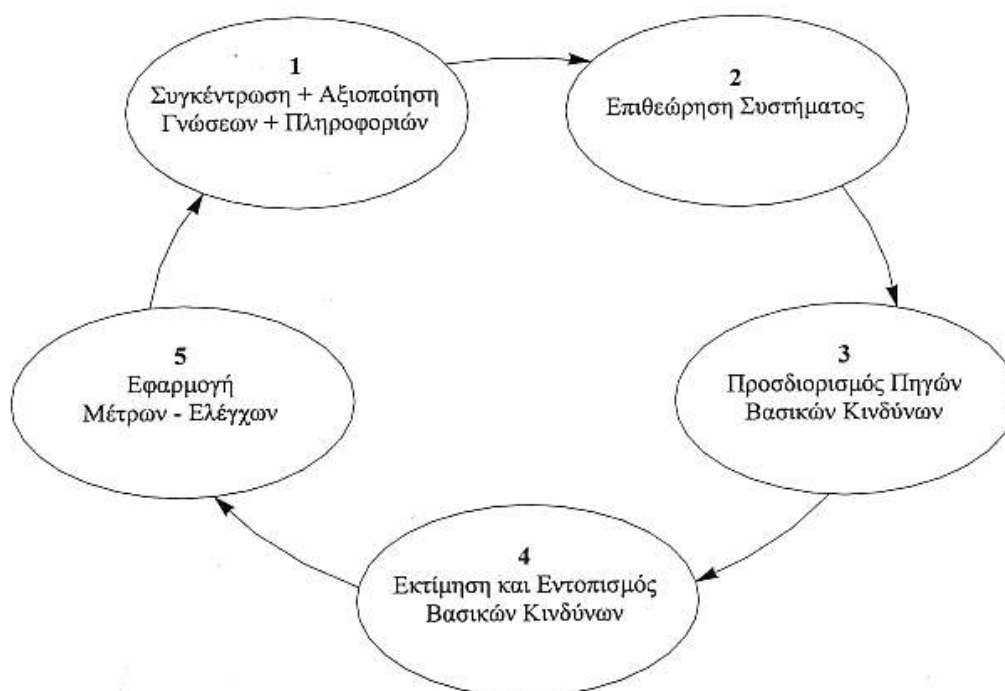 1
Συγκέντρωση + Αξιοποίηση
Γνώσεων + Πληροφοριών
2
Επιθεώρηση Συστήματος
3
Προσδιορισμός Πηγών
Βασικών Κινδύνων
4
Εκτίμηση και Εντοπισμός
Βασικών Κινδύνων
5
Εφαρμογή
Μέτρων - Ελέγχων